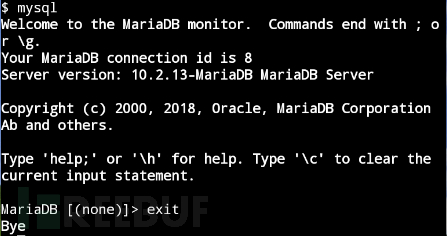 $ mysql
Welcome to the MariaDB monitor.  Commands end with ; o
r \g.
Your MariaDB connection id is 8
Server version: 10.2.13-MariaDB MariaDB Server
Copyright (c) 2000, 2018, Oracle, MariaDB Corporation
Ab and others.
Type 'help;' or '\h' for help. Type '\c' to clear the
current input statement.
MariaDB [(none)]> exit
Bye
REEBUF